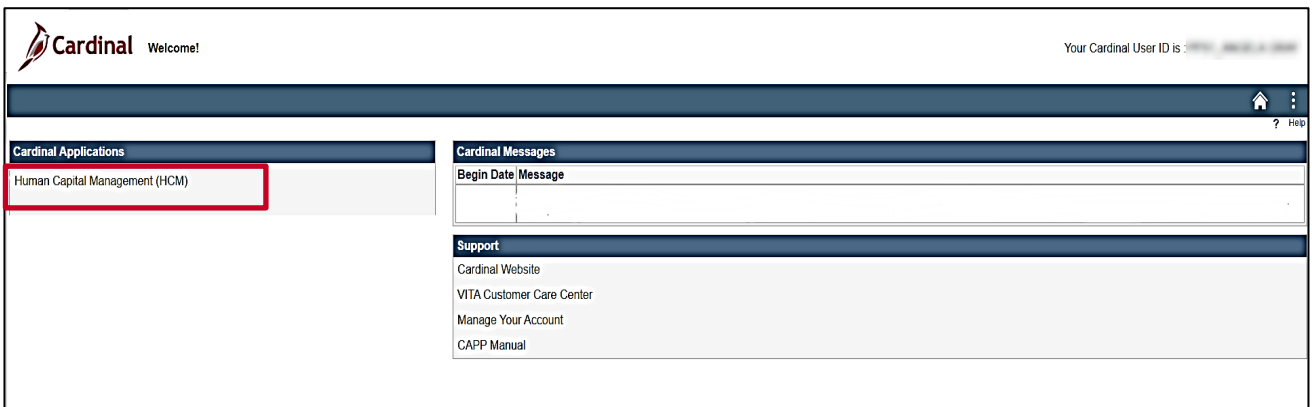 Cardinal Welcome!
Your Cardinal User ID is :
? Help
Cardinal Applications
Human Capital Management (HCM)
Cardinal Messages
Begin Date Message
Support
Cardinal Website
VITA Customer Care Center
Manage Your Account
CAPP Manual